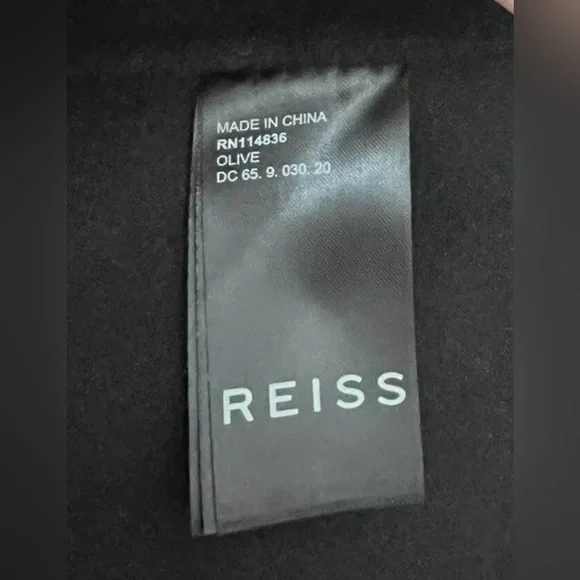 MADE IN CHINA
RN114836
OLIVE
DC 65. 9. 030. 20
REISS